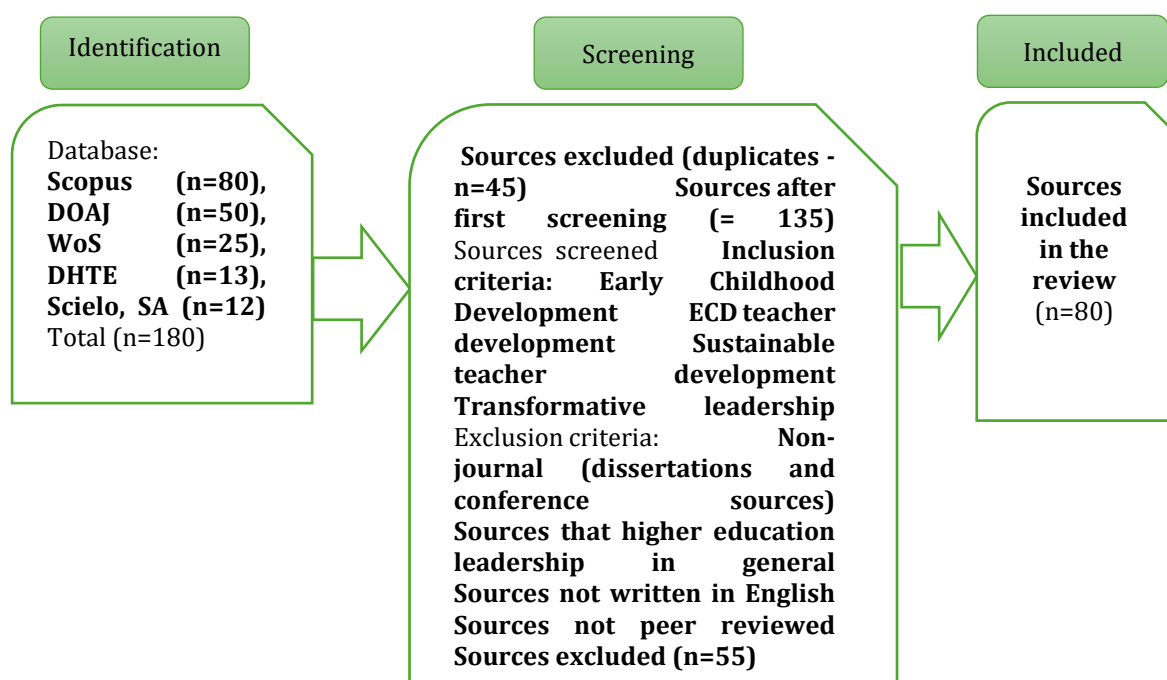 Identification
Screening
Included
Database:
Scopus (n=80),
DOAJ (n=50),
WoS (n=25),
DHTE (n=13),
Scielo, SA (n=12)
Total (n=180)
Sources excluded (duplicates -
n=45) Sources after
first screening (= 135)
Sources screened Inclusion
criteria: Early Childhood
Development ECD teacher
development Sustainable
teacher development
Transformative leadership
Exclusion criteria: Non-
journal (dissertations and
conference sources)
Sources that higher education
leadership in general
Sources not written in English
Sources not peer reviewed
Sources excluded (n=55)
Sources
included
in the
review
(n=80)